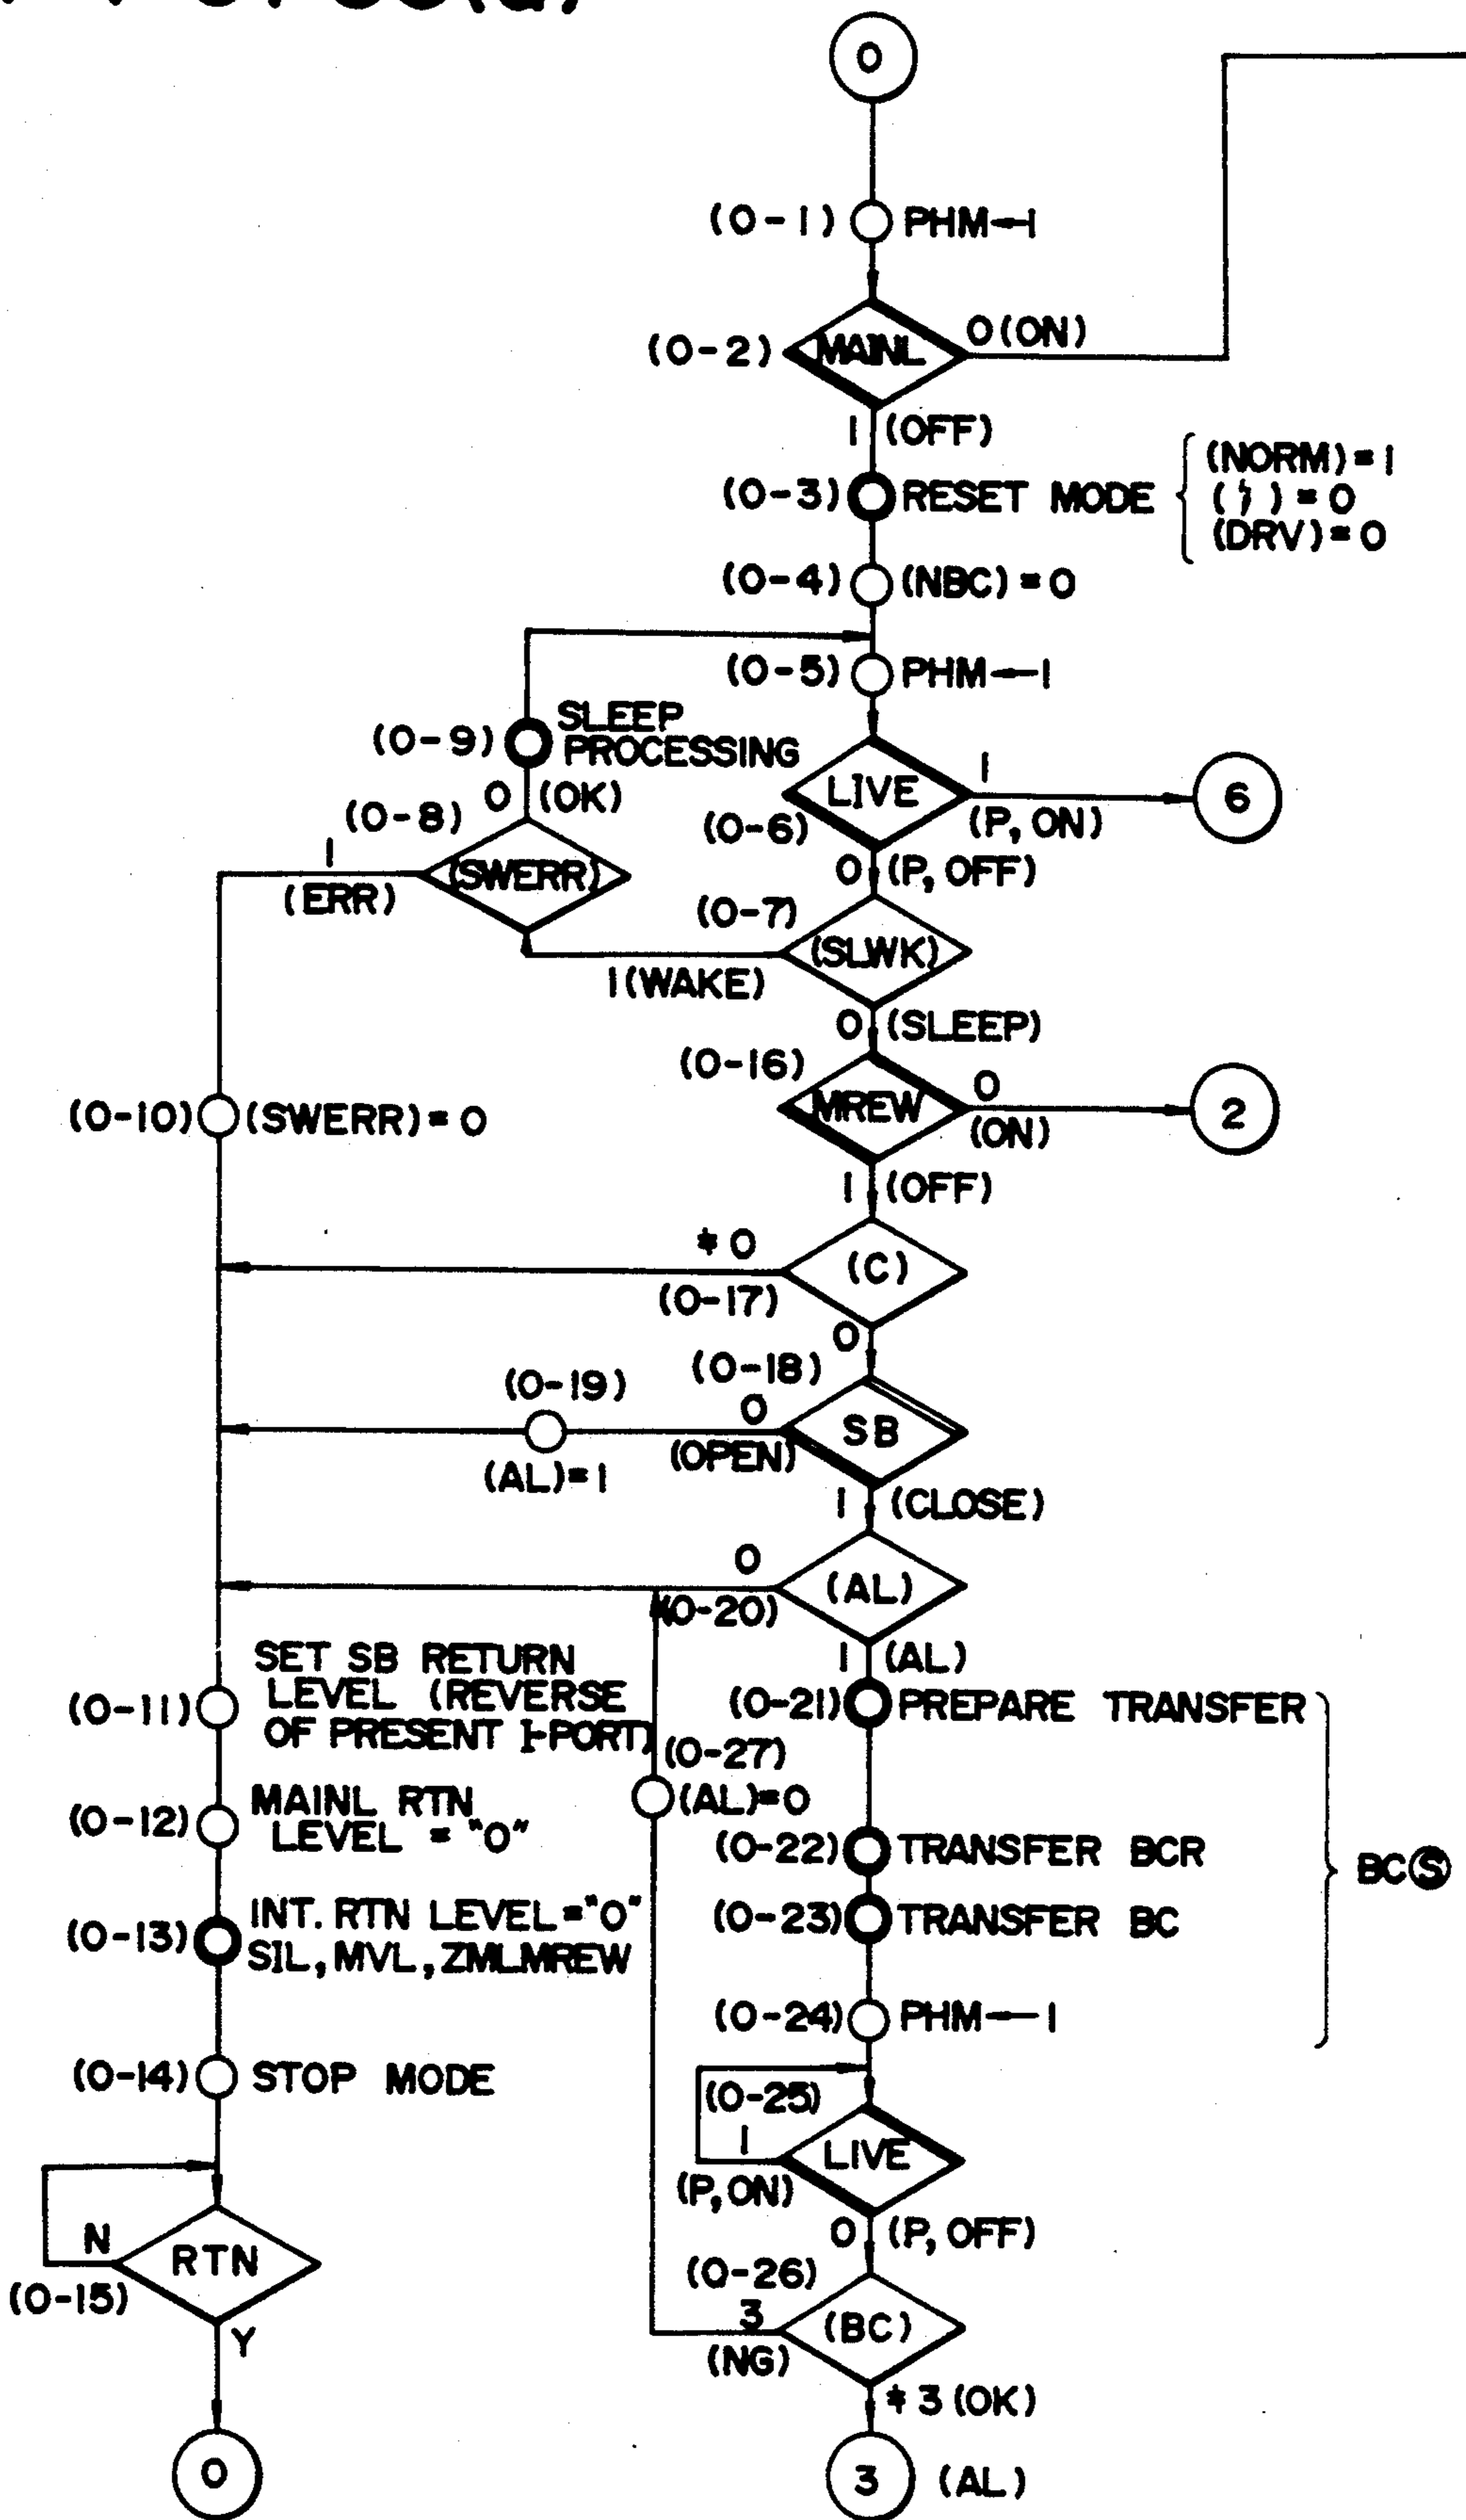 0
(0-1) PHM—1
(0-2) MAINL 0(ON)
1 (OFF)
(0-3) RESET MODE
(NORM)=1
(DRV)=0
(0-4) (NBC)=0
(0-5) PHM—1
(0-9) SLEEP
PROCESSING
0 (OK)
(0-8) (SWERR)
1
(ERR)
LIVE
(0-6)
1
(P,ON)
6
0 (P,OFF)
(0-7)
(SLWK)
1(WAKE)
0 (SLEEP)
(0-16)
MREW
0
(ON)
2
(0-10) (SWERR)=0
1 (OFF)
*0
(C)
(0-17)
0
(0-18)
(0-19)
0
SB
(OPEN)
(AL)=1
1 (CLOSE)
0
(AL)
(0-20)
1 (AL)
SET SB RETURN
(0-11) LEVEL (REVERSE
OF PRESENT I-PORT)
(0-21) PREPARE TRANSFER
(0-27)
(AL)=0
(0-12) MAINL RTN
LEVEL = "0"
(0-22) TRANSFER BCR
BC(S)
(0-13) INT. RTN LEVEL="0"
SIL,MVL,ZMLMREW
(0-23) TRANSFER BC
(0-24) PHM—1
(0-14) STOP MODE
(0-25)
1
LIVE
(P,ON)
0 (P,OFF)
N
RTN
(0-15)
Y
(0-26)
3
(BC)
(NG)
*3(OK)
0
3 (AL)